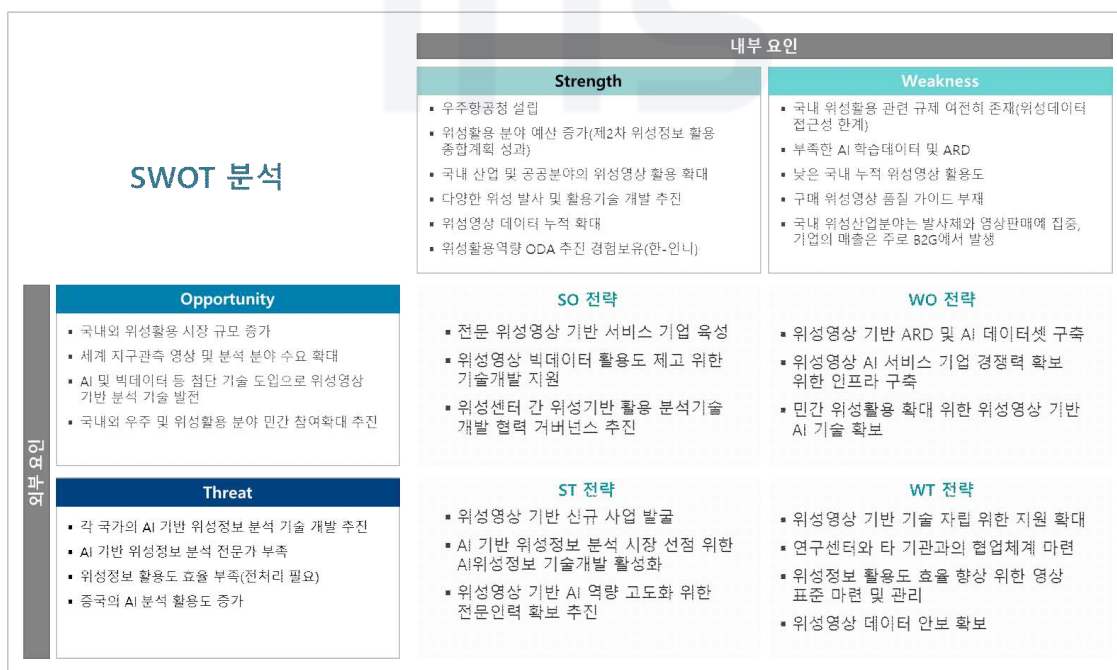 내부 요인
SWOT 분석
Strength
▪ 우주항공청 설립
▪ 위성활용 분야 예산 증가(제2차 위성정보 활용
종합계획 성과)
▪ 국내 산업 및 공공분야의 위성영상 활용 확대
▪ 다양한 위성 발사 및 활용기술 개발 추진
▪ 위성영상 데이터 누적 확대
▪ 위성활용역량 ODA 추진 경험보유(한-인니)
Weakness
▪ 국내 위성활용 관련 규제 여전히 존재(위성데이터
접근성 한계)
▪ 부족한 AI 학습데이터 및 ARD
▪ 낮은 국내 누적 위성영상 활용도
▪ 구매 위성영상 품질 가이드 부재
▪ 국내 위성산업분야는 발사체와 영상판매에 집중,
기업의 매출은 주로 B2G에서 발생
외부 요인
Opportunity
▪ 국내외 위성활용 시장 규모 증가
▪ 세계 지구관측 영상 및 분석 분야 수요 확대
▪ AI 및 빅데이터 등 첨단 기술 도입으로 위성영상
기반 분석 기술 발전
▪ 국내외 우주 및 위성활용 분야 민간 참여확대 추진
SO 전략
▪ 전문 위성영상 기반 서비스 기업 육성
▪ 위성영상 빅데이터 활용도 제고 위한
기술개발 지원
▪ 위성센터 간 위성기반 활용 분석기술
개발 협력 거버넌스 추진
WO 전략
▪ 위성영상 기반 ARD 및 AI 데이터셋 구축
▪ 위성영상 AI 서비스 기업 경쟁력 확보
위한 인프라 구축
▪ 민간 위성활용 확대 위한 위성영상 기반
AI 기술 확보
Threat
▪ 각 국가의 AI 기반 위성정보 분석 기술 개발 추진
▪ AI 기반 위성정보 분석 전문가 부족
▪ 위성정보 활용도 효율 부족(전처리 필요)
▪ 중국의 AI 분석 활용도 증가
ST 전략
▪ 위성영상 기반 신규 사업 발굴
▪ AI 기반 위성정보 분석 시장 선점 위한
AI위성정보 기술개발 활성화
▪ 위성영상 기반 AI 역량 고도화 위한
전문인력 확보 추진
WT 전략
▪ 위성영상 기반 기술 자립 위한 지원 확대
▪ 연구센터와 타 기관과의 협업체계 마련
▪ 위성정보 활용도 효율 향상 위한 영상
표준 마련 및 관리
▪ 위성영상 데이터 안보 확보